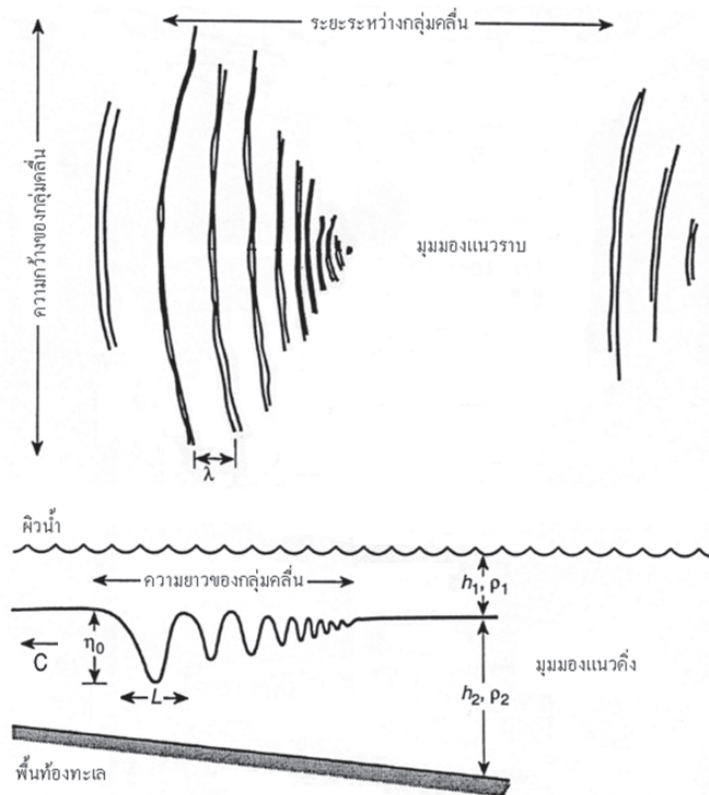 ระยะระหว่างกลุ่มคลื่น
ความกว้างของกลุ่มคลื่น
มุมมองแนวราบ
λ
ผิวน้ำ
ความยาวของกลุ่มคลื่น
h₁, ρ₁
η₀
C
L
h₂, ρ₂
มุมมองแนวดิ่ง
พื้นท้องทะเล